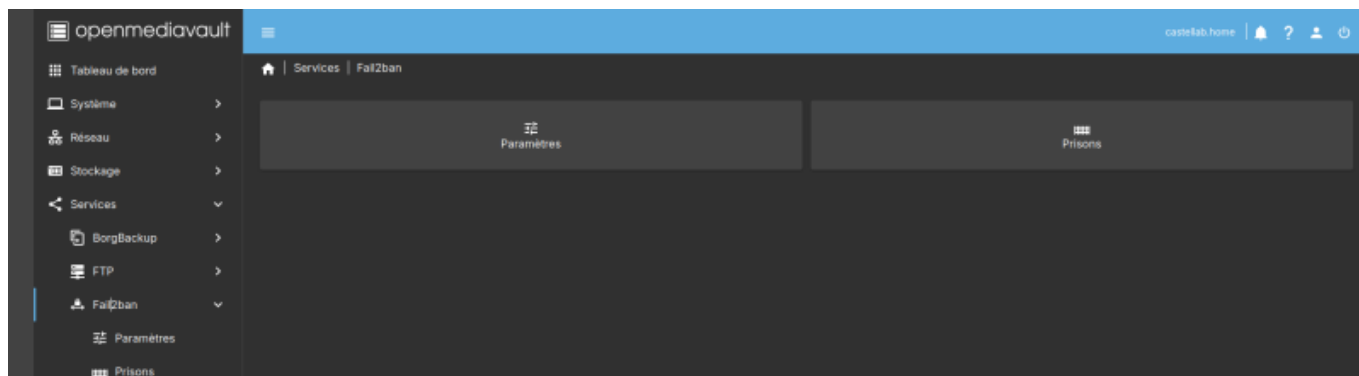 openmediavault
castellab.home
?
Tableau de bord
Services | Fail2ban
Système
Réseau
Stockage
Services
BorgBackup
FTP
Fail2ban
Paramètres
Prisons
Paramètres
Prisons